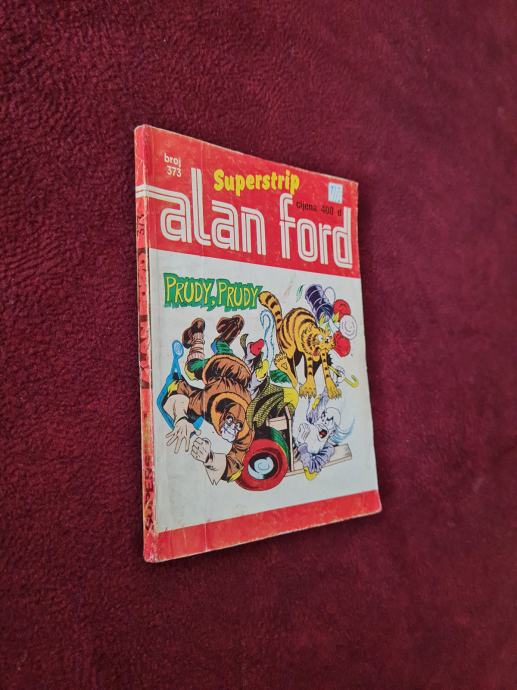 broj
373
Superstrip
cijena 400 d
alan ford
PRUDY, PRUDY